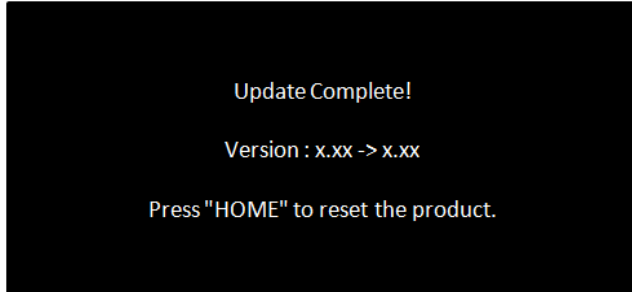 Update Complete!
Version : x.xx -> x.xx
Press "HOME" to reset the product.